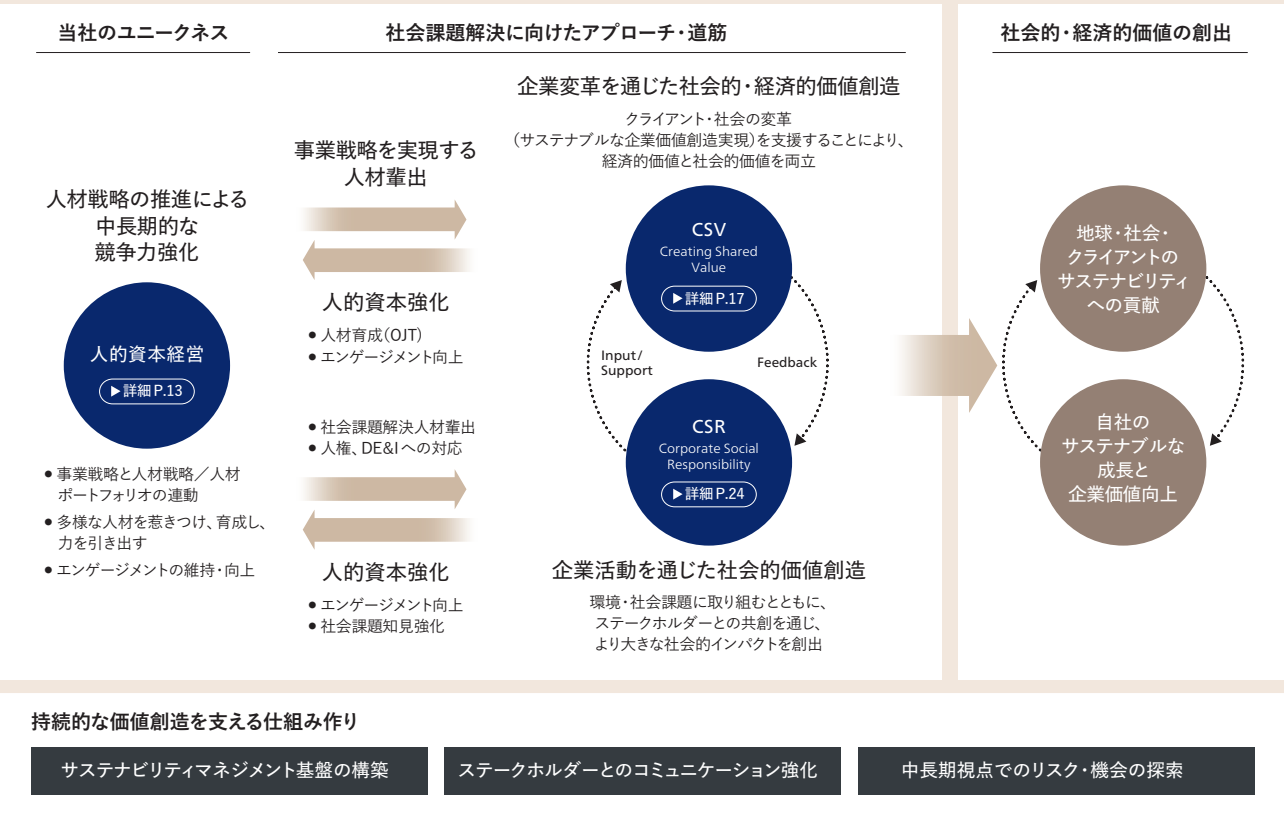 当社のユニークネス
人材戦略の推進による
中長期的な
競争力強化
人的資本経営
▶詳細 P.13
● 事業戦略と人材戦略／人材
ポートフォリオの連動
● 多様な人材を惹きつけ、育成し、
力を引き出す
● エンゲージメントの維持・向上
社会課題解決に向けたアプローチ・道筋
事業戦略を実現する
人材輩出
人的資本強化
● 人材育成（OJT）
● エンゲージメント向上
● 社会課題解決人材輩出
● 人権、DE&Iへの対応
人的資本強化
● エンゲージメント向上
● 社会課題知見強化
企業変革を通じた社会的・経済的価値創造
クライアント・社会の変革
（サステナブルな企業価値創造実現）を支援することにより、
経済的価値と社会的価値を両立
CSV
Creating Shared
Value
▶詳細 P.17
Input/
Support
Feedback
CSR
Corporate Social
Responsibility
▶詳細 P.24
企業活動を通じた社会的価値創造
環境・社会課題に取り組むとともに、
ステークホルダーとの共創を通じ、
より大きな社会的インパクトを創出
社会的・経済的価値の創出
地球・社会・
クライアントの
サステナビリティ
への貢献
自社の
サステナブルな
成長と
企業価値向上
持続的な価値創造を支える仕組み作り
サステナビリティマネジメント基盤の構築
ステークホルダーとのコミュニケーション強化
中長期視点でのリスク・機会の探索